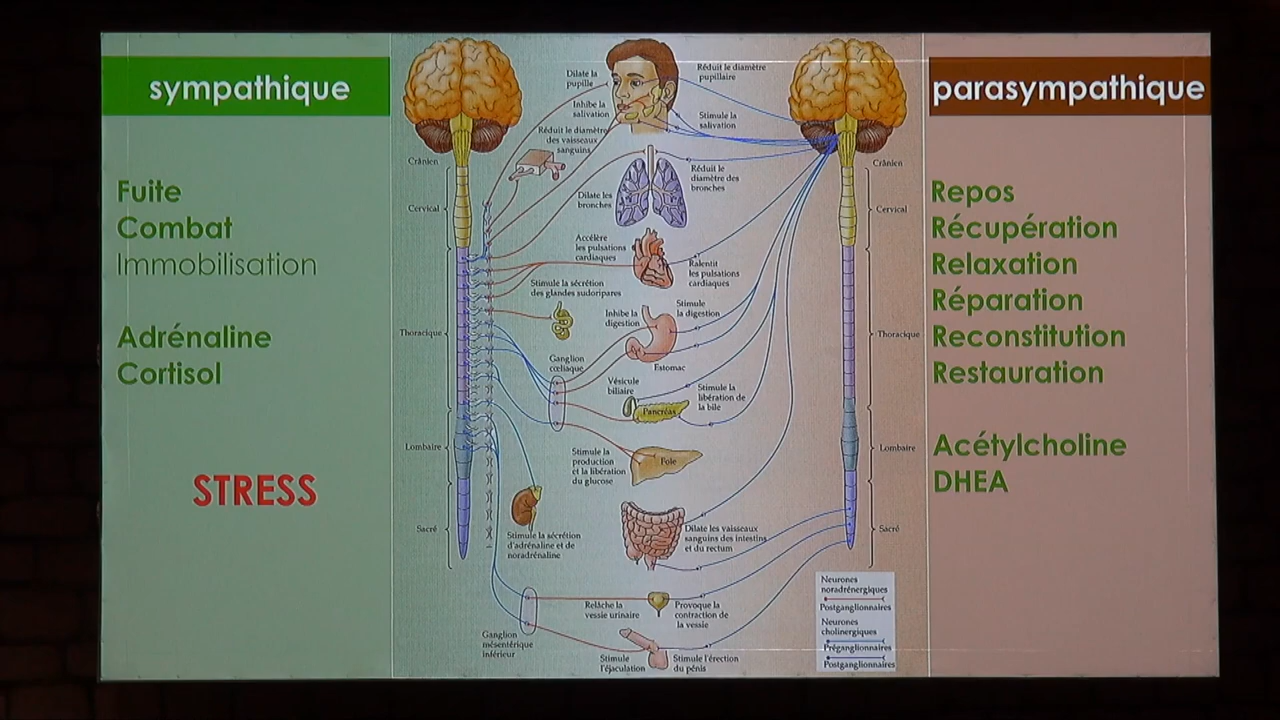 sympathique
Fuite
Combat
Immobilisation
Adrénaline
Cortisol
STRESS
Crânien
Cervical
Thoracique
Lombaire
Sacré
Dilate la
pupille
Inhibe la
salivation
Réduit le diamètre
des vaisseaux
sanguins
Dilate les
bronches
Accélère
les pulsations
cardiaques
Stimule la sécrétion
des glandes sudoripares
Inhibe la
digestion
Ganglion
cœliaque
Estomac
Vésicule
biliaire
Pancréas
Stimule la
production
et la libération
du glucose
Foie
Stimule la sécrétion
d'adrénaline et de
noradrénaline
Relâche la
vessie urinaire
Ganglion
mésentérique
inférieur
Stimule
l'éjaculation
Réduit le diamètre
pupillaire
Stimule la
salivation
Réduit le
diamètre des
bronches
Ralentit
les pulsations
cardiaques
Stimule
la digestion
Stimule la
libération de
la bile
Dilate les vaisseaux
sanguins des intestins
et du rectum
Provoque la
contraction de
la vessie
Stimule l'érection
du pénis
Crânien
Cervical
Thoracique
Lombaire
Sacré
Neurones
noradrénergiques
Postganglionnaires
Neurones
cholinergiques
Préganglionnaires
Postganglionnaires
parasympathique
Repos
Récupération
Relaxation
Réparation
Reconstitution
Restauration
Acétylcholine
DHEA